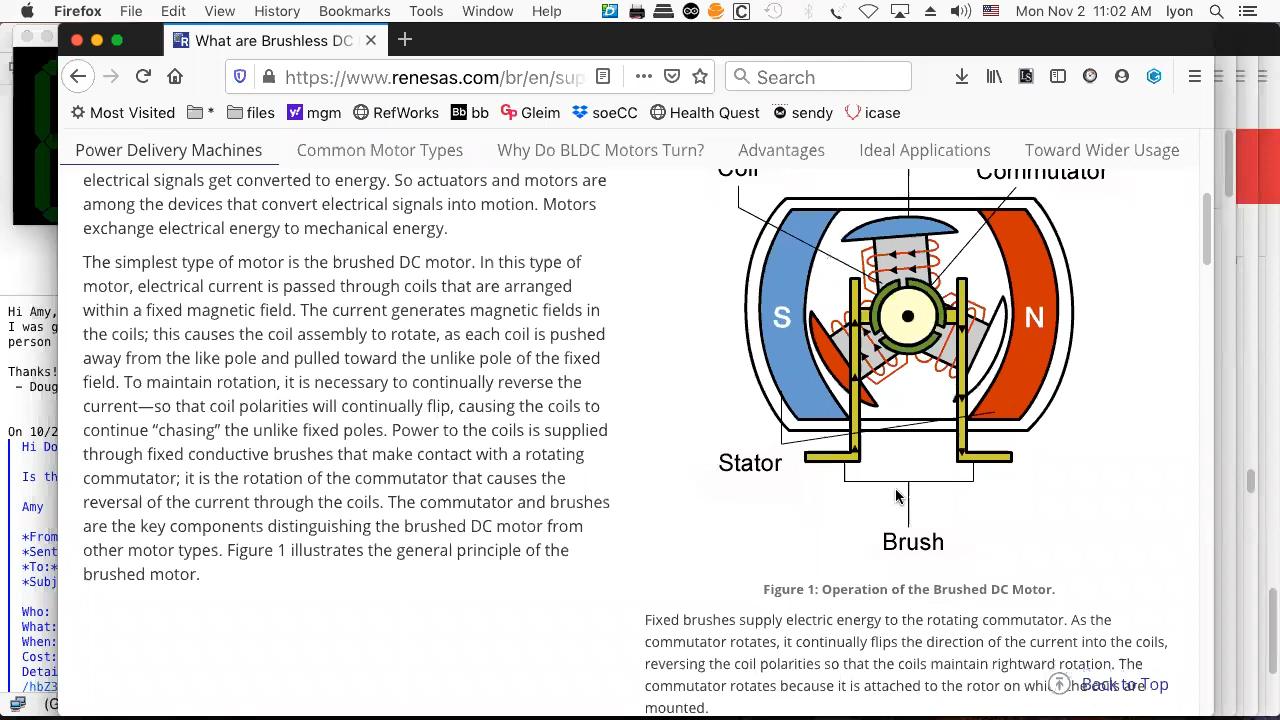 Firefox File Edit View History Bookmarks Tools Window Help Mon Nov 2 11:02 AM lyon
What are Brushless DC
https://www.renesas.com/br/en/sup
Search
Most Visited * files mgm RefWorks Bb bb Gp Gleim soeCC Health Quest sendy icase
Power Delivery Machines Common Motor Types Why Do BLDC Motors Turn? Advantages Ideal Applications Toward Wider Usage
electrical signals get converted to energy. So actuators and motors are
among the devices that convert electrical signals into motion. Motors
exchange electrical energy to mechanical energy.
The simplest type of motor is the brushed DC motor. In this type of
motor, electrical current is passed through coils that are arranged
within a fixed magnetic field. The current generates magnetic fields in
the coils; this causes the coil assembly to rotate, as each coil is pushed
away from the like pole and pulled toward the unlike pole of the fixed
field. To maintain rotation, it is necessary to continually reverse the
current—so that coil polarities will continually flip, causing the coils to
continue “chasing” the unlike fixed poles. Power to the coils is supplied
through fixed conductive brushes that make contact with a rotating
commutator; it is the rotation of the commutator that causes the
reversal of the current through the coils. The commutator and brushes
are the key components distinguishing the brushed DC motor from
other motor types. Figure 1 illustrates the general principle of the
brushed motor.
Coil
Commutator
S
N
Stator
Brush
Figure 1: Operation of the Brushed DC Motor.
Fixed brushes supply electric energy to the rotating commutator. As the
commutator rotates, it continually flips the direction of the current into the coils,
reversing the coil polarities so that the coils maintain rightward rotation. The
commutator rotates because it is attached to the rotor on which the coils are
mounted.
Back to Top
Hi Amy,
I was g
person
Thanks!
- Doug
On 10/2
Hi Do
Is th
Amy
*From
*Sent
*To:*
*Subj
Who:
What:
When:
Cost:
Detai
/hbZ3